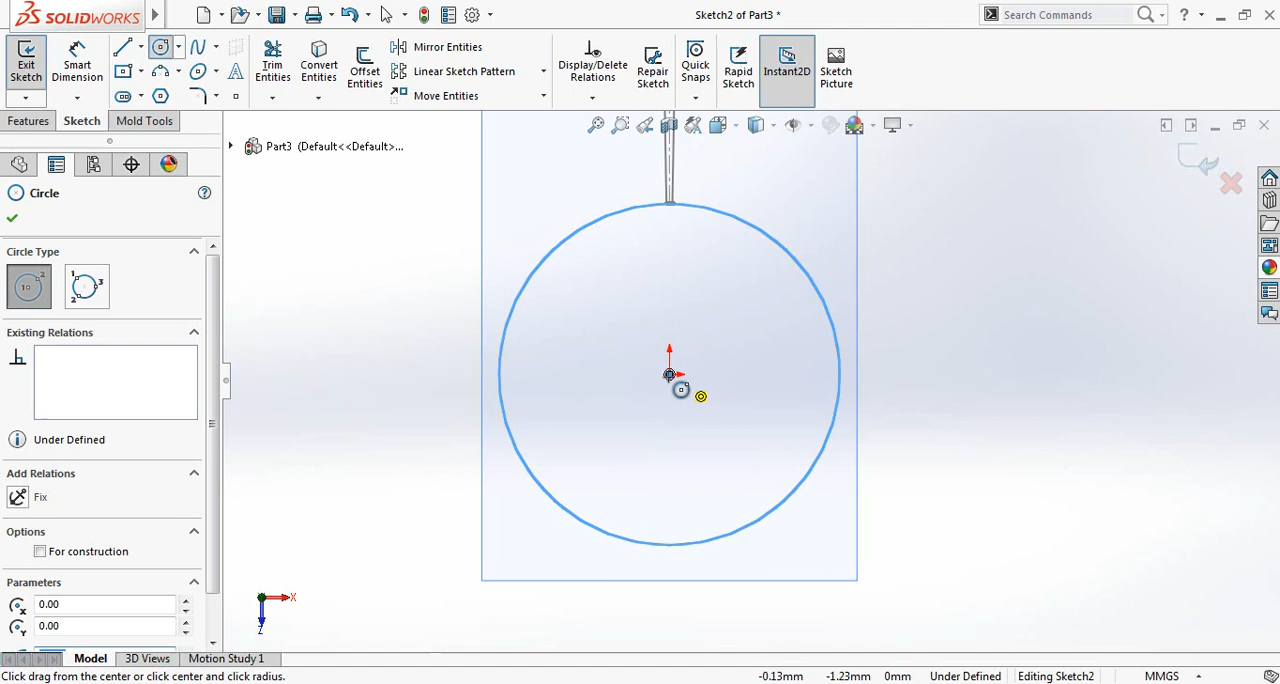 SOLIDWORKS
Sketch2 of Part3 *
Search Commands
Exit Sketch
Smart Dimension
Trim Entities
Convert Entities
Offset Entities
Mirror Entities
Linear Sketch Pattern
Move Entities
Display/Delete Relations
Repair Sketch
Quick Snaps
Rapid Sketch
Instant2D
Sketch Picture
Features
Sketch
Mold Tools
Part3 (Default<<Default>...
Circle
Circle Type
Existing Relations
Under Defined
Add Relations
Fix
Options
For construction
Parameters
0.00
0.00
X
Z
Model
3D Views
Motion Study 1
Click drag from the center or click center and click radius.
-0.13mm
-1.23mm
0mm
Under Defined
Editing Sketch2
MMGS